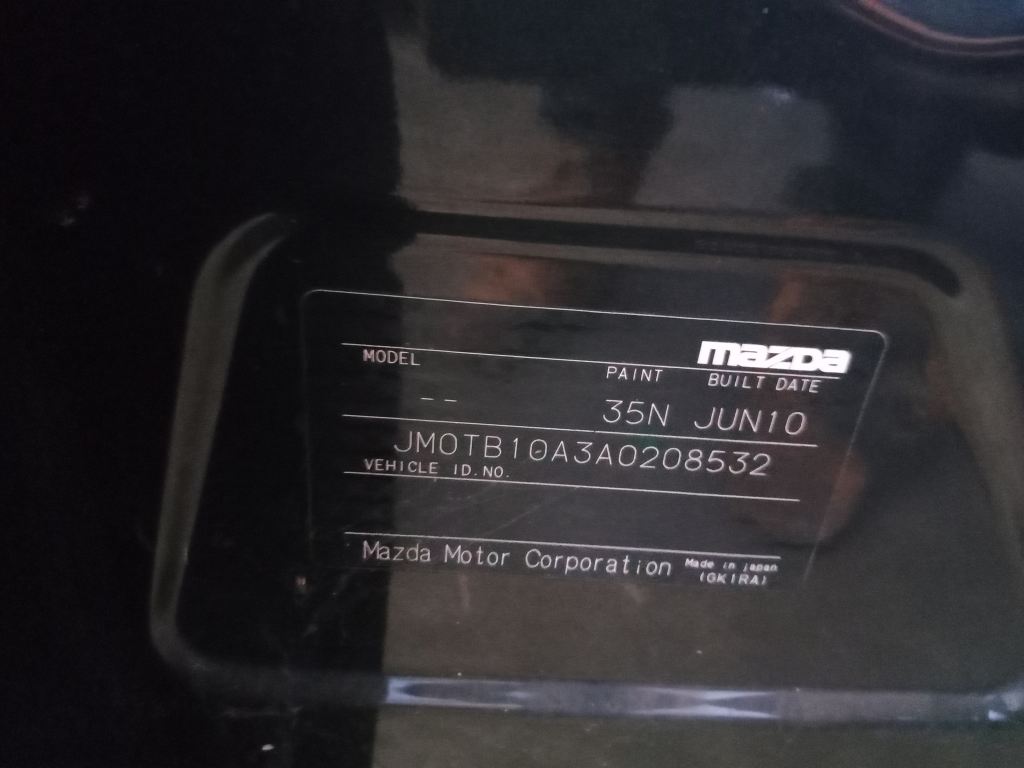 mazda
MODEL PAINT BUILT DATE
-- 35N JUN10
JM0TB10A3A0208532
VEHICLE ID.NO.
Mazda Motor Corporation Made in Japan
(GKIRA)